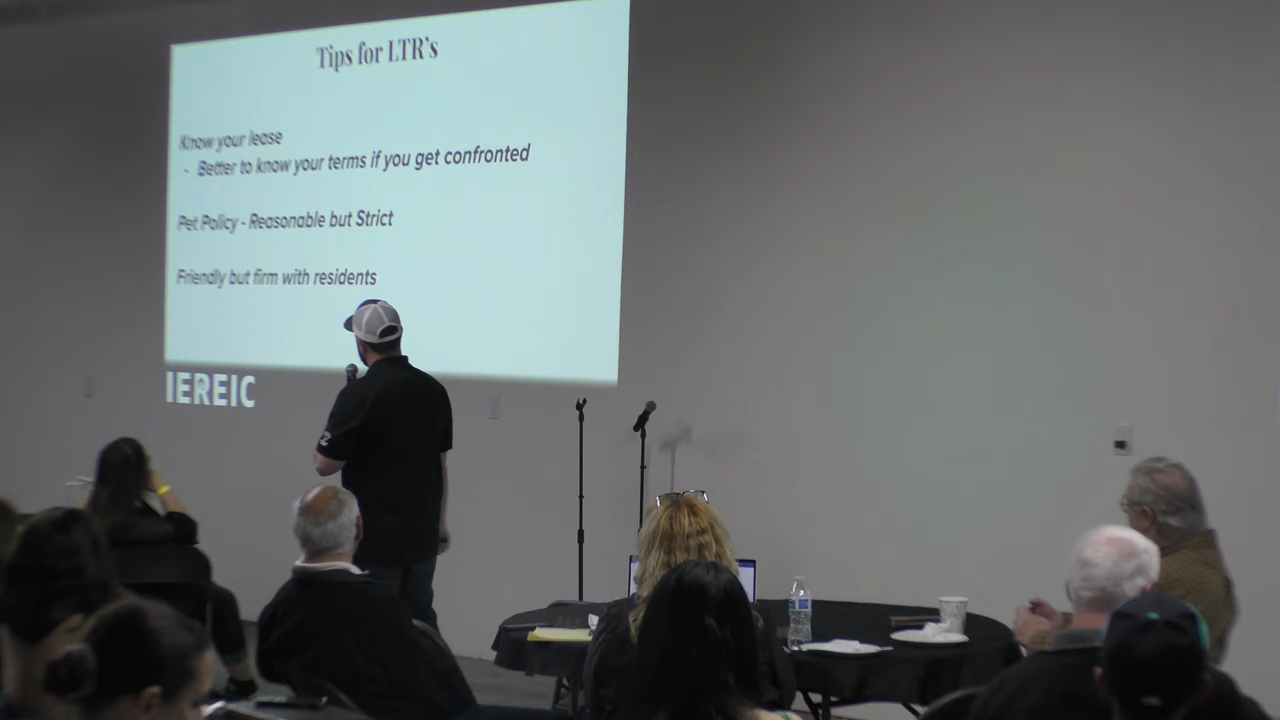 Tips for LTR's
Know your lease
- Better to know your terms if you get confronted
Pet Policy - Reasonable but Strict
Friendly but firm with residents
IEREIC